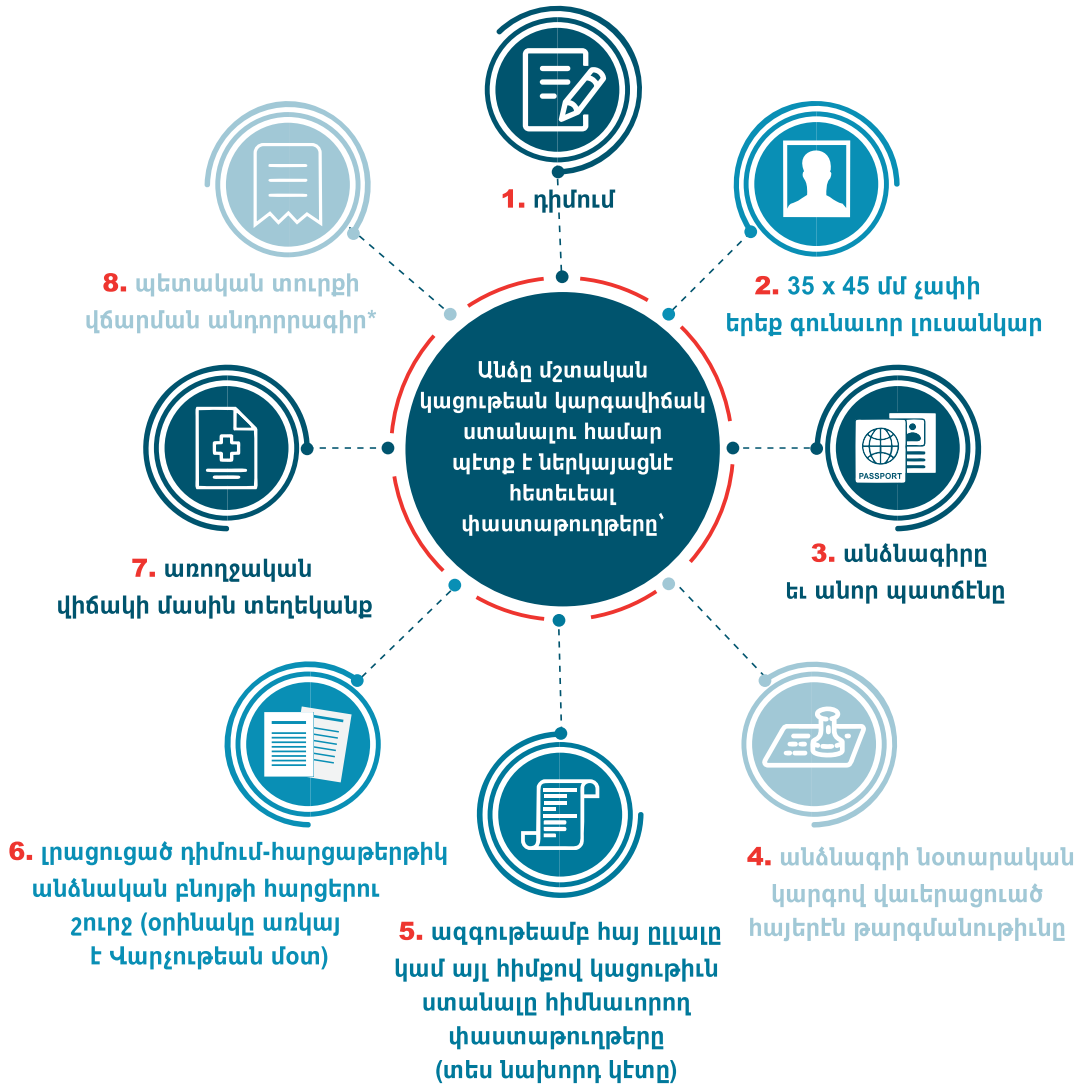 Անձը մշտական
կացութեան կարգավիճակ
ստանալու համար
պէտք է ներկայացնէ
հետեւեալ
փաստաթուղթերը՝
1. դիմում
2. 35 x 45 մմ չափի
երեք գունաւոր լուսանկար
PASSPORT
3. անձնագիրը
եւ անոր պատճէնը
4. անձնագրի նօտարական
կարգով վաւերացուած
հայերէն թարգմանութիւնը
5. ազգութեամբ հայ ըլլալը
կամ այլ հիմքով կացութիւն
ստանալը հիմնաւորող
փաստաթուղթերը
(տես նախորդ կէտը)
6. լրացուցած դիմում-հարցաթերթիկ
անձնական բնոյթի հարցերու
շուրջ (օրինակը առկայ
է Վարչութեան մօտ)
7. առողջական
վիճակի մասին տեղեկանք
8. պետական տուրքի
վճարման անդորրագիր*